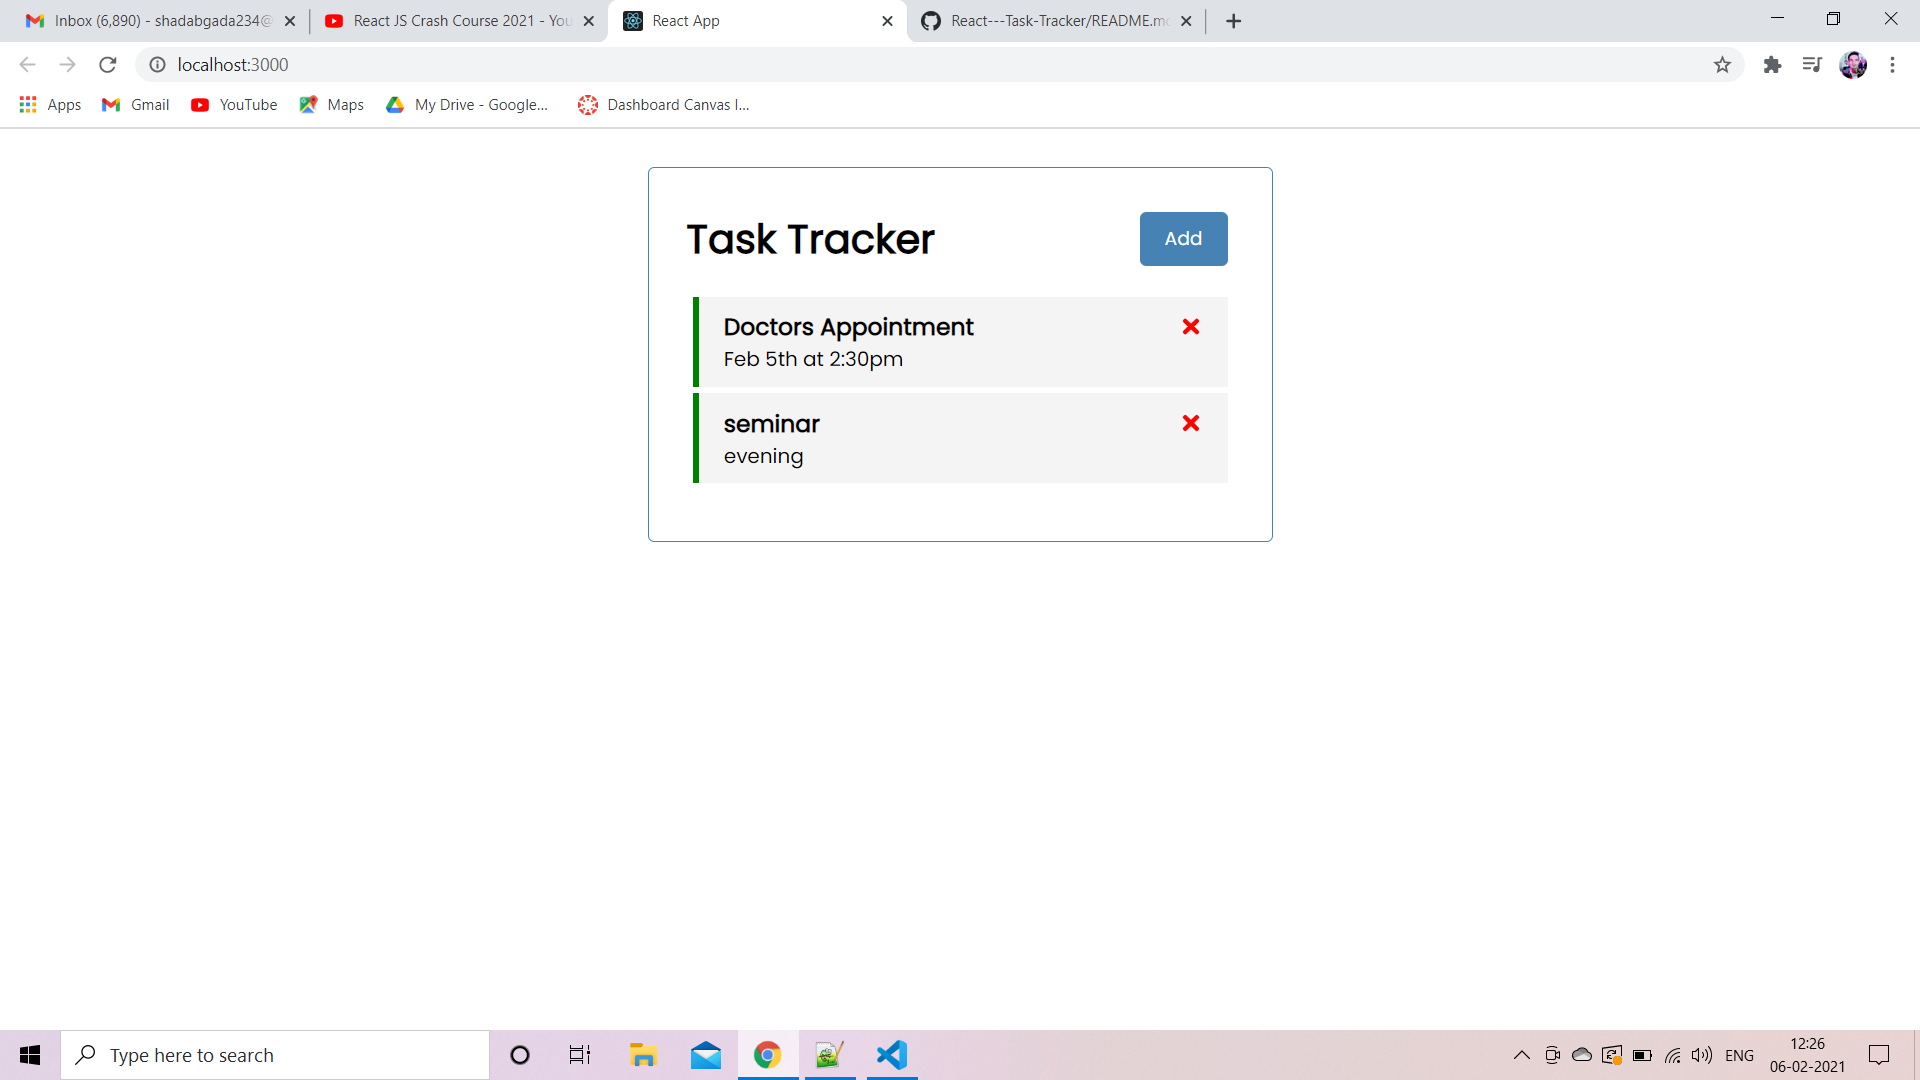 Inbox (6,890) - shadabgada234@
React JS Crash Course 2021 - You
React App
React---Task-Tracker/README.md
localhost:3000
Apps
Gmail
YouTube
Maps
My Drive - Google...
Dashboard Canvas I...
Task Tracker
Add
Doctors Appointment
Feb 5th at 2:30pm
seminar
evening
Type here to search
ENG
12:26
06-02-2021